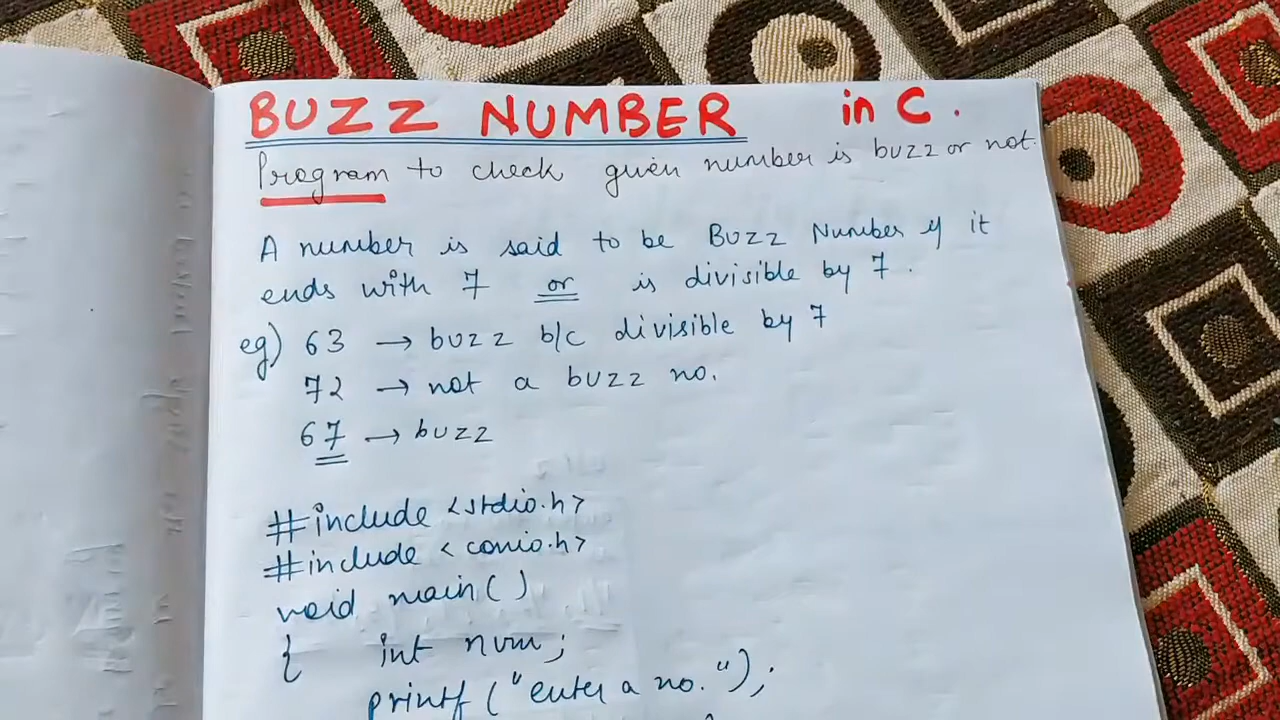 BUZZ NUMBER in C.
Program to check given number is buzz or not.
A number is said to be Buzz Number if it
ends with 7 or is divisible by 7.
eg) 63 → buzz b/c divisible by 7
72 → not a buzz no.
67 → buzz
#include <stdio.h>
#include <conio.h>
void main()
{ int num;
printf ("enter a no.");